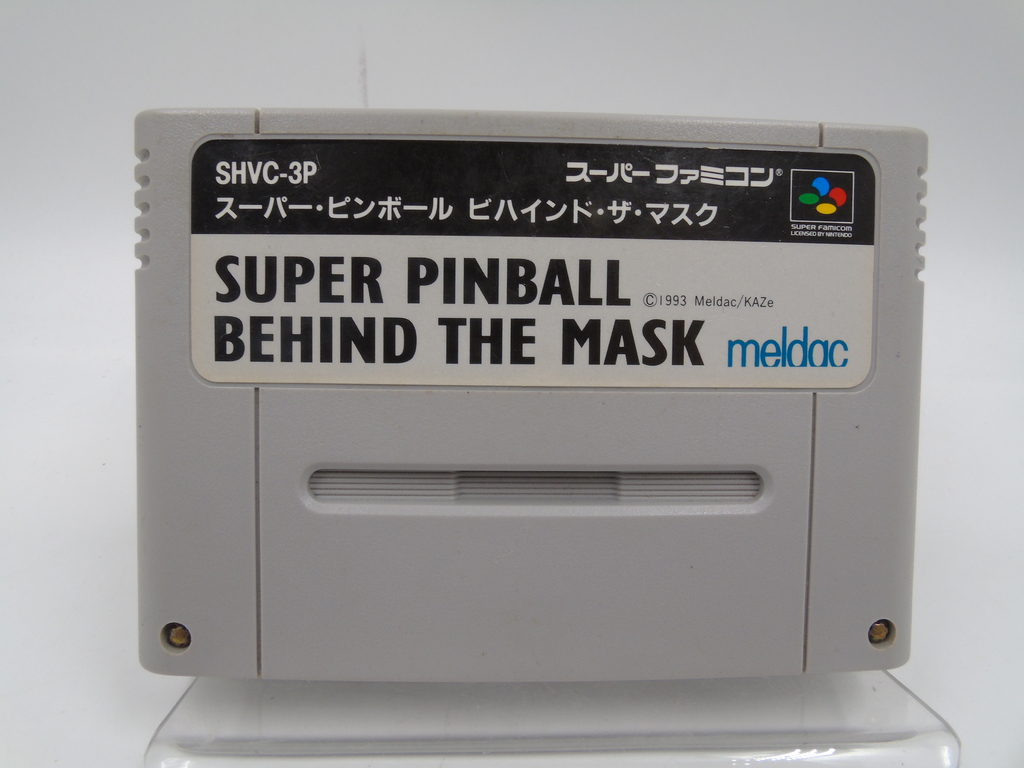 SHVC-3P
スーパーファミコン®
スーパー・ピンボール ビハインド・ザ・マスク
SUPER FAMICOM
LICENSED BY NINTENDO
SUPER PINBALL
©1993 Meldac/KAZe
BEHIND THE MASK
meldac